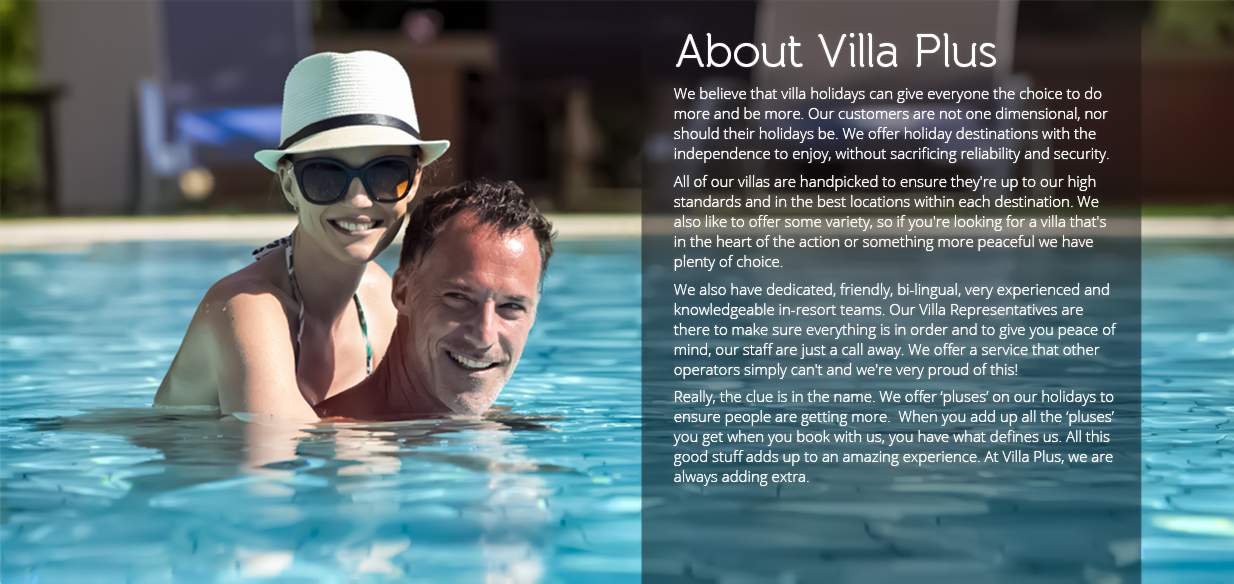 About Villa Plus
We believe that villa holidays can give everyone the choice to do
more and be more. Our customers are not one dimensional, nor
should their holidays be. We offer holiday destinations with the
independence to enjoy, without sacrificing reliability and security.
All of our villas are handpicked to ensure they're up to our high
standards and in the best locations within each destination. We
also like to offer some variety, so if you're looking for a villa that's
in the heart of the action or something more peaceful we have
plenty of choice.
We also have dedicated, friendly, bi-lingual, very experienced and
knowledgeable in-resort teams. Our Villa Representatives are
there to make sure everything is in order and to give you peace of
mind, our staff are just a call away. We offer a service that other
operators simply can't and we're very proud of this!
Really, the clue is in the name. We offer ‘pluses’ on our holidays to
ensure people are getting more.  When you add up all the ‘pluses’
you get when you book with us, you have what defines us. All this
good stuff adds up to an amazing experience. At Villa Plus, we are
always adding extra.